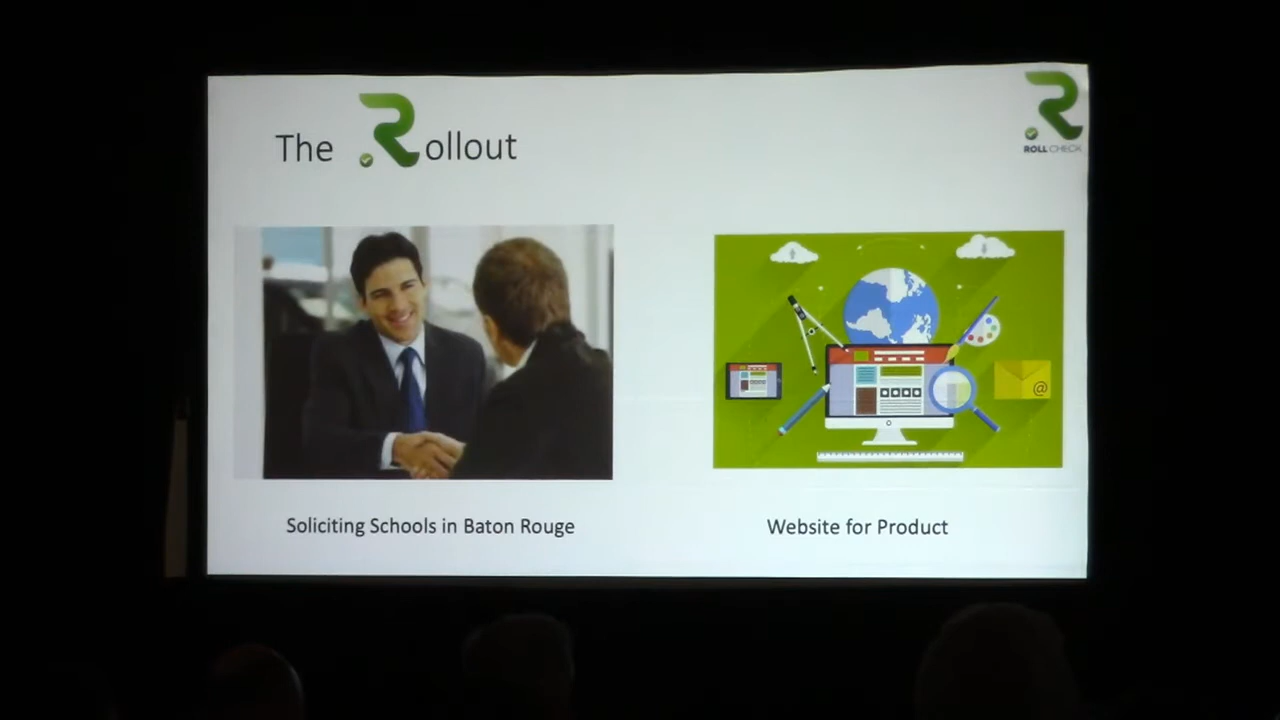 The Rollout
ROLL CHECK
Soliciting Schools in Baton Rouge
Website for Product